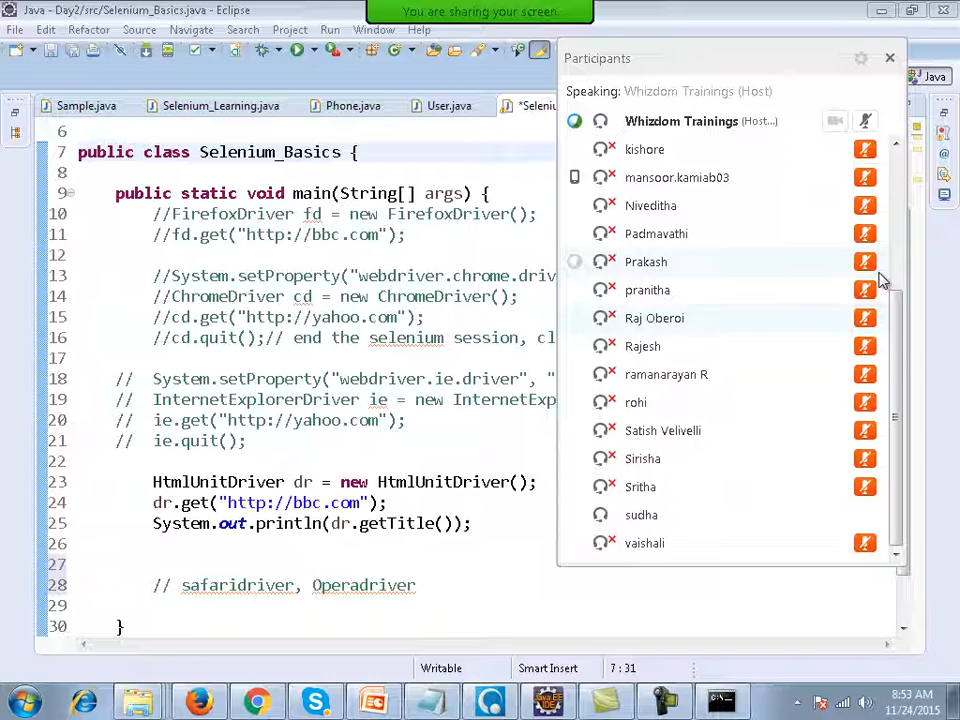 Java - Day2/src/Selenium_Basics.java - Eclipse
You are sharing your screen
File Edit Refactor Source Navigate Search Project Run Window Help
Java
Sample.java Selenium_Learning.java Phone.java User.java *Seleniu
6
7 public class Selenium_Basics {
8
9 public static void main(String[] args) {
10 //FirefoxDriver fd = new FirefoxDriver();
11 //fd.get("http://bbc.com");
12
13 //System.setProperty("webdriver.chrome.driv
14 //ChromeDriver cd = new ChromeDriver();
15 //cd.get("http://yahoo.com");
16 //cd.quit();// end the selenium session, cl
17
18 // System.setProperty("webdriver.ie.driver", "
19 // InternetExplorerDriver ie = new InternetExp
20 // ie.get("http://yahoo.com");
21 // ie.quit();
22
23 HtmlUnitDriver dr = new HtmlUnitDriver();
24 dr.get("http://bbc.com");
25 System.out.println(dr.getTitle());
26
27
28 // safaridriver, Operadriver
29
30 }
Participants
Speaking: Whizdom Trainings (Host)
Whizdom Trainings (Host...)
kishore
mansoor.kamiab03
Niveditha
Padmavathi
Prakash
pranitha
Raj Oberoi
Rajesh
ramanarayan R
rohi
Satish Velivelli
Sirisha
Sritha
sudha
vaishali
Writable Smart Insert 7 : 31
8:53 AM
11/24/2015